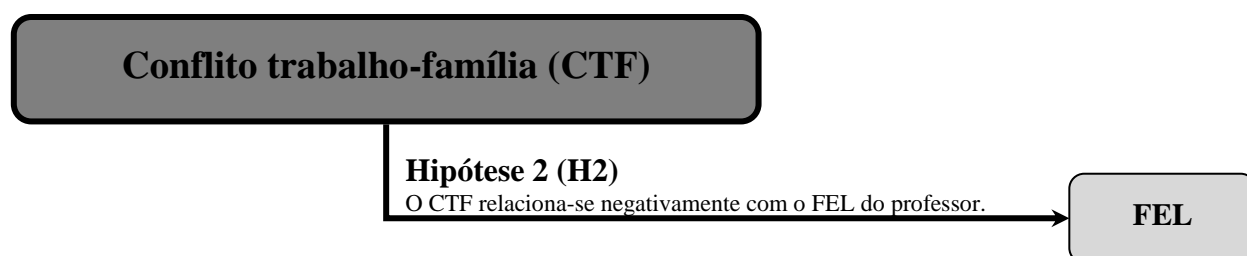 Conflito trabalho-família (CTF)
Hipótese 2 (H2)
O CTF relaciona-se negativamente com o FEL do professor.
FEL